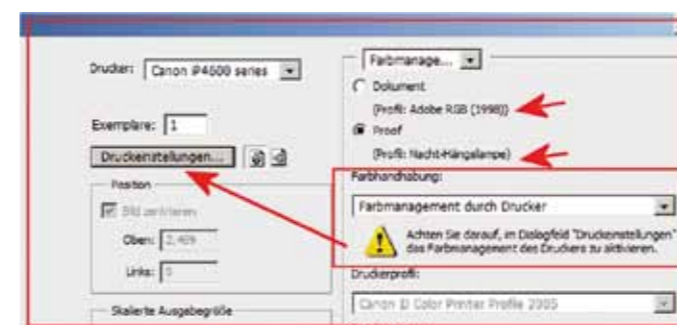 Drucker: Canon iP4600 series
Exemplare: 1
Druckeinstellungen...
Position
Bild zentrieren
Oben: 2,469
Links: 0
Skalierte Ausgabegröße
Farbmanage...
Dokument
(Profil: Adobe RGB (1998))
Proof
(Profil: Nacht-Hängelampe)
Farbhandhabung:
Farbmanagement durch Drucker
Achten Sie darauf, im Dialogfeld "Druckeinstellungen"
das Farbmanagement des Druckers zu aktivieren.
Druckerprofil:
Canon IJ Color Printer Profile 2005